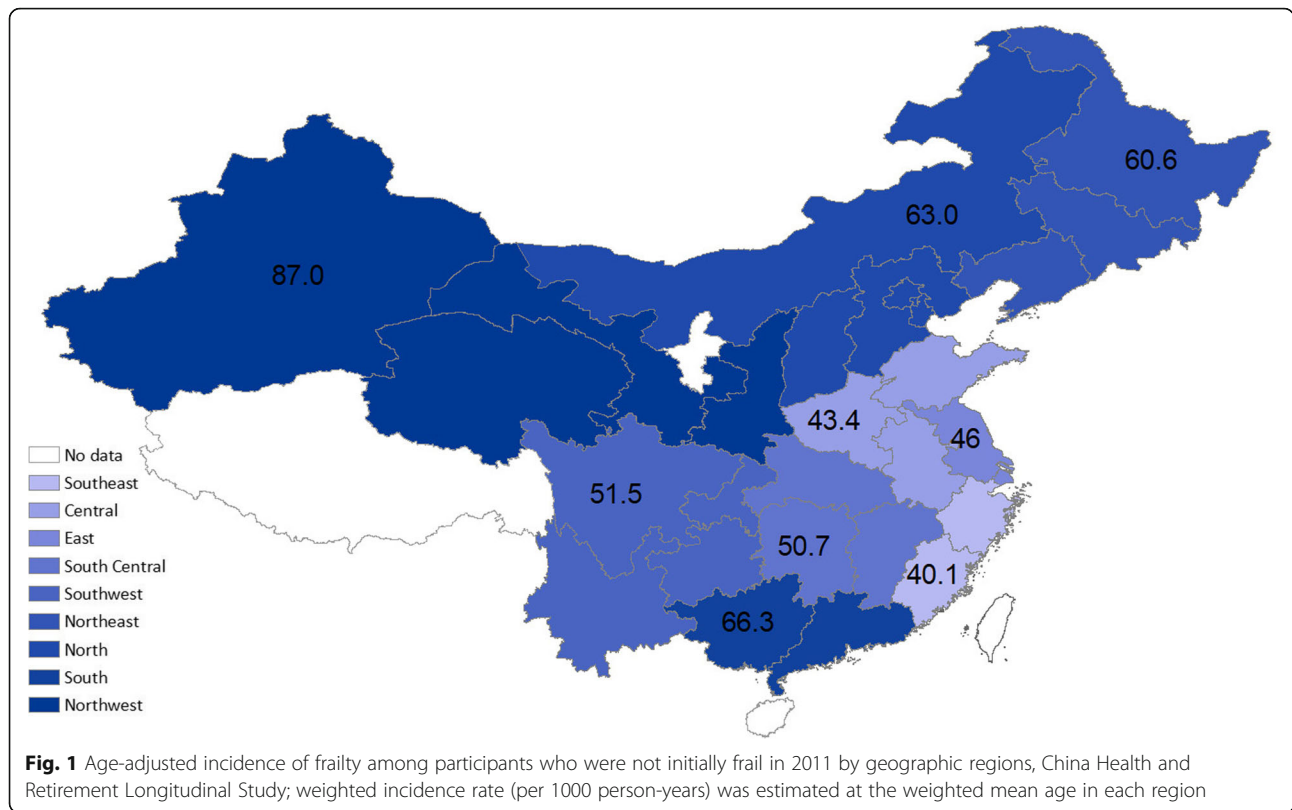 60.6
63.0
87.0
43.4
46
51.5
50.7
40.1
66.3
No data
Southeast
Central
East
South Central
Southwest
Northeast
North
South
Northwest
Fig. 1 Age-adjusted incidence of frailty among participants who were not initially frail in 2011 by geographic regions, China Health and
Retirement Longitudinal Study; weighted incidence rate (per 1000 person-years) was estimated at the weighted mean age in each region